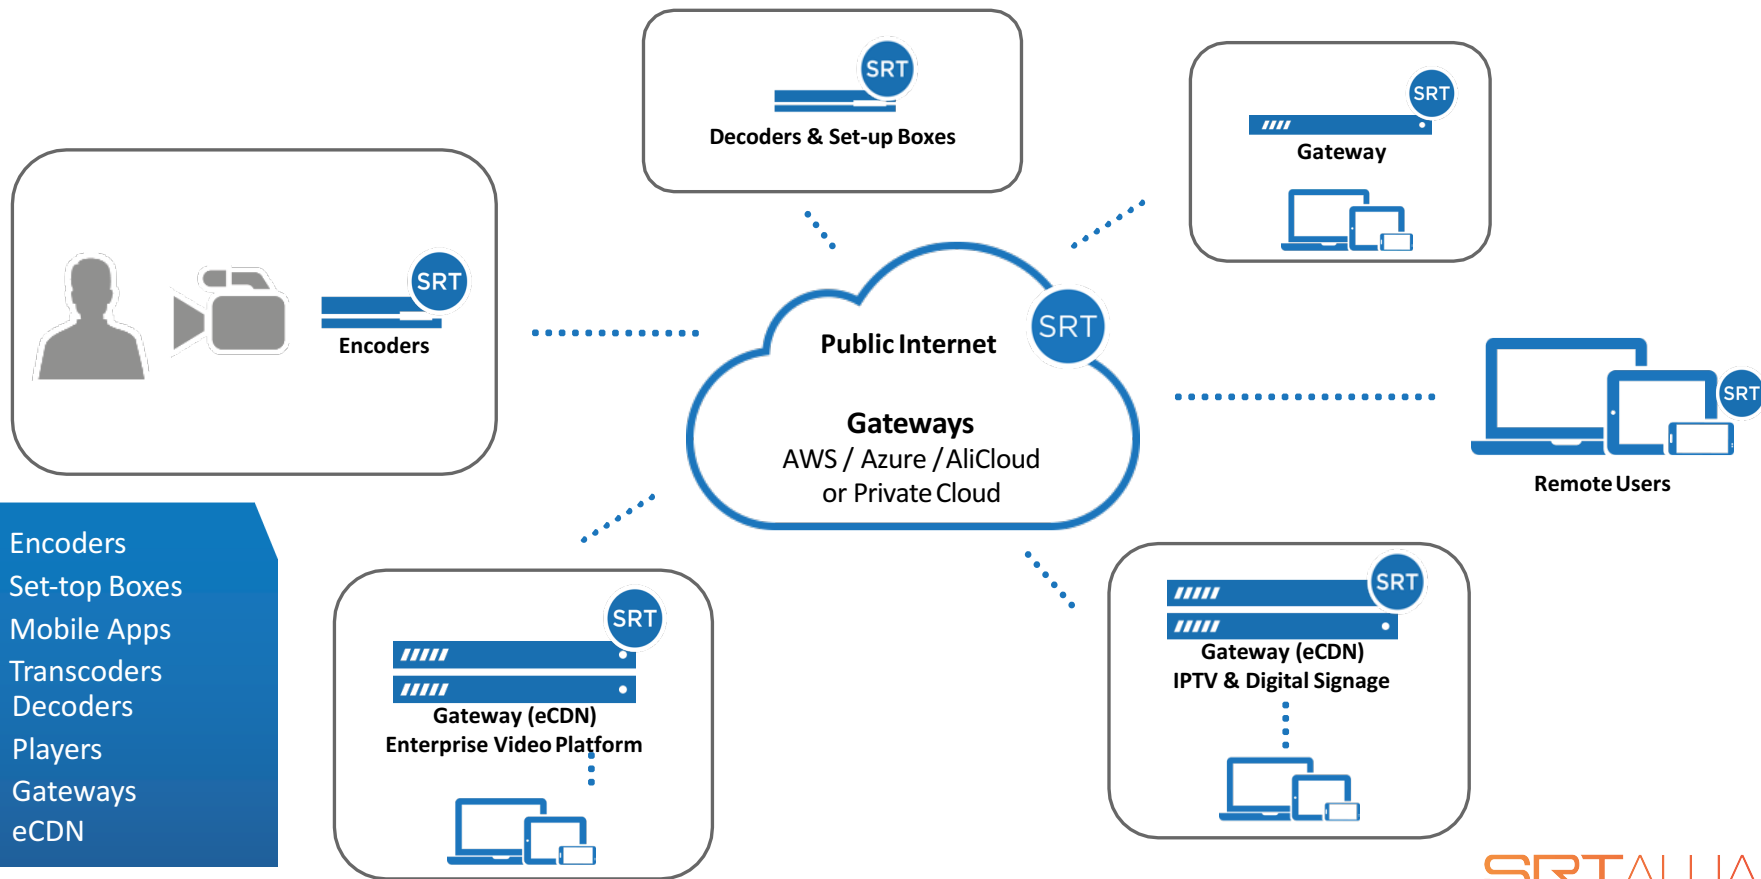 SRT
Decoders & Set-up Boxes
SRT
Gateway
SRT
Encoders
Public Internet
SRT
Gateways
AWS / Azure / AliCloud
or Private Cloud
SRT
Remote Users
Encoders
Set-top Boxes
Mobile Apps
Transcoders
Decoders
Players
Gateways
eCDN
SRT
Gateway (eCDN)
Enterprise Video Platform
SRT
Gateway (eCDN)
IPTV & Digital Signage